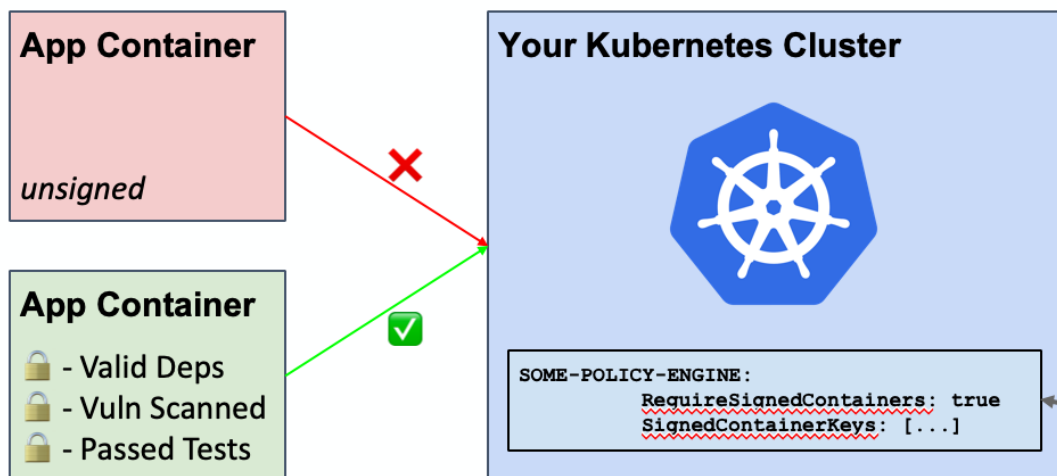 App Container
unsigned
App Container
- Valid Deps
- Vuln Scanned
- Passed Tests
Your Kubernetes Cluster
SOME-POLICY-ENGINE:
RequireSignedContainers: true
SignedContainerKeys: [...]